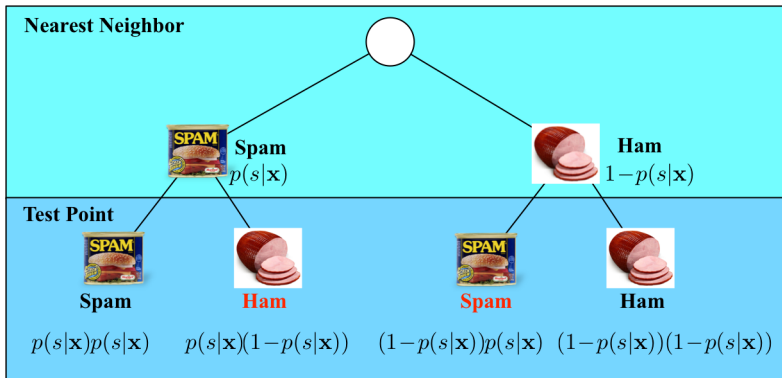 Nearest Neighbor
SPAM
Spam
p(s|x)
Ham
1−p(s|x)
Test Point
SPAM
SPAM
Spam
Ham
Spam
Ham
p(s|x)p(s|x)
p(s|x)(1−p(s|x))
(1−p(s|x))p(s|x)
(1−p(s|x))(1−p(s|x))